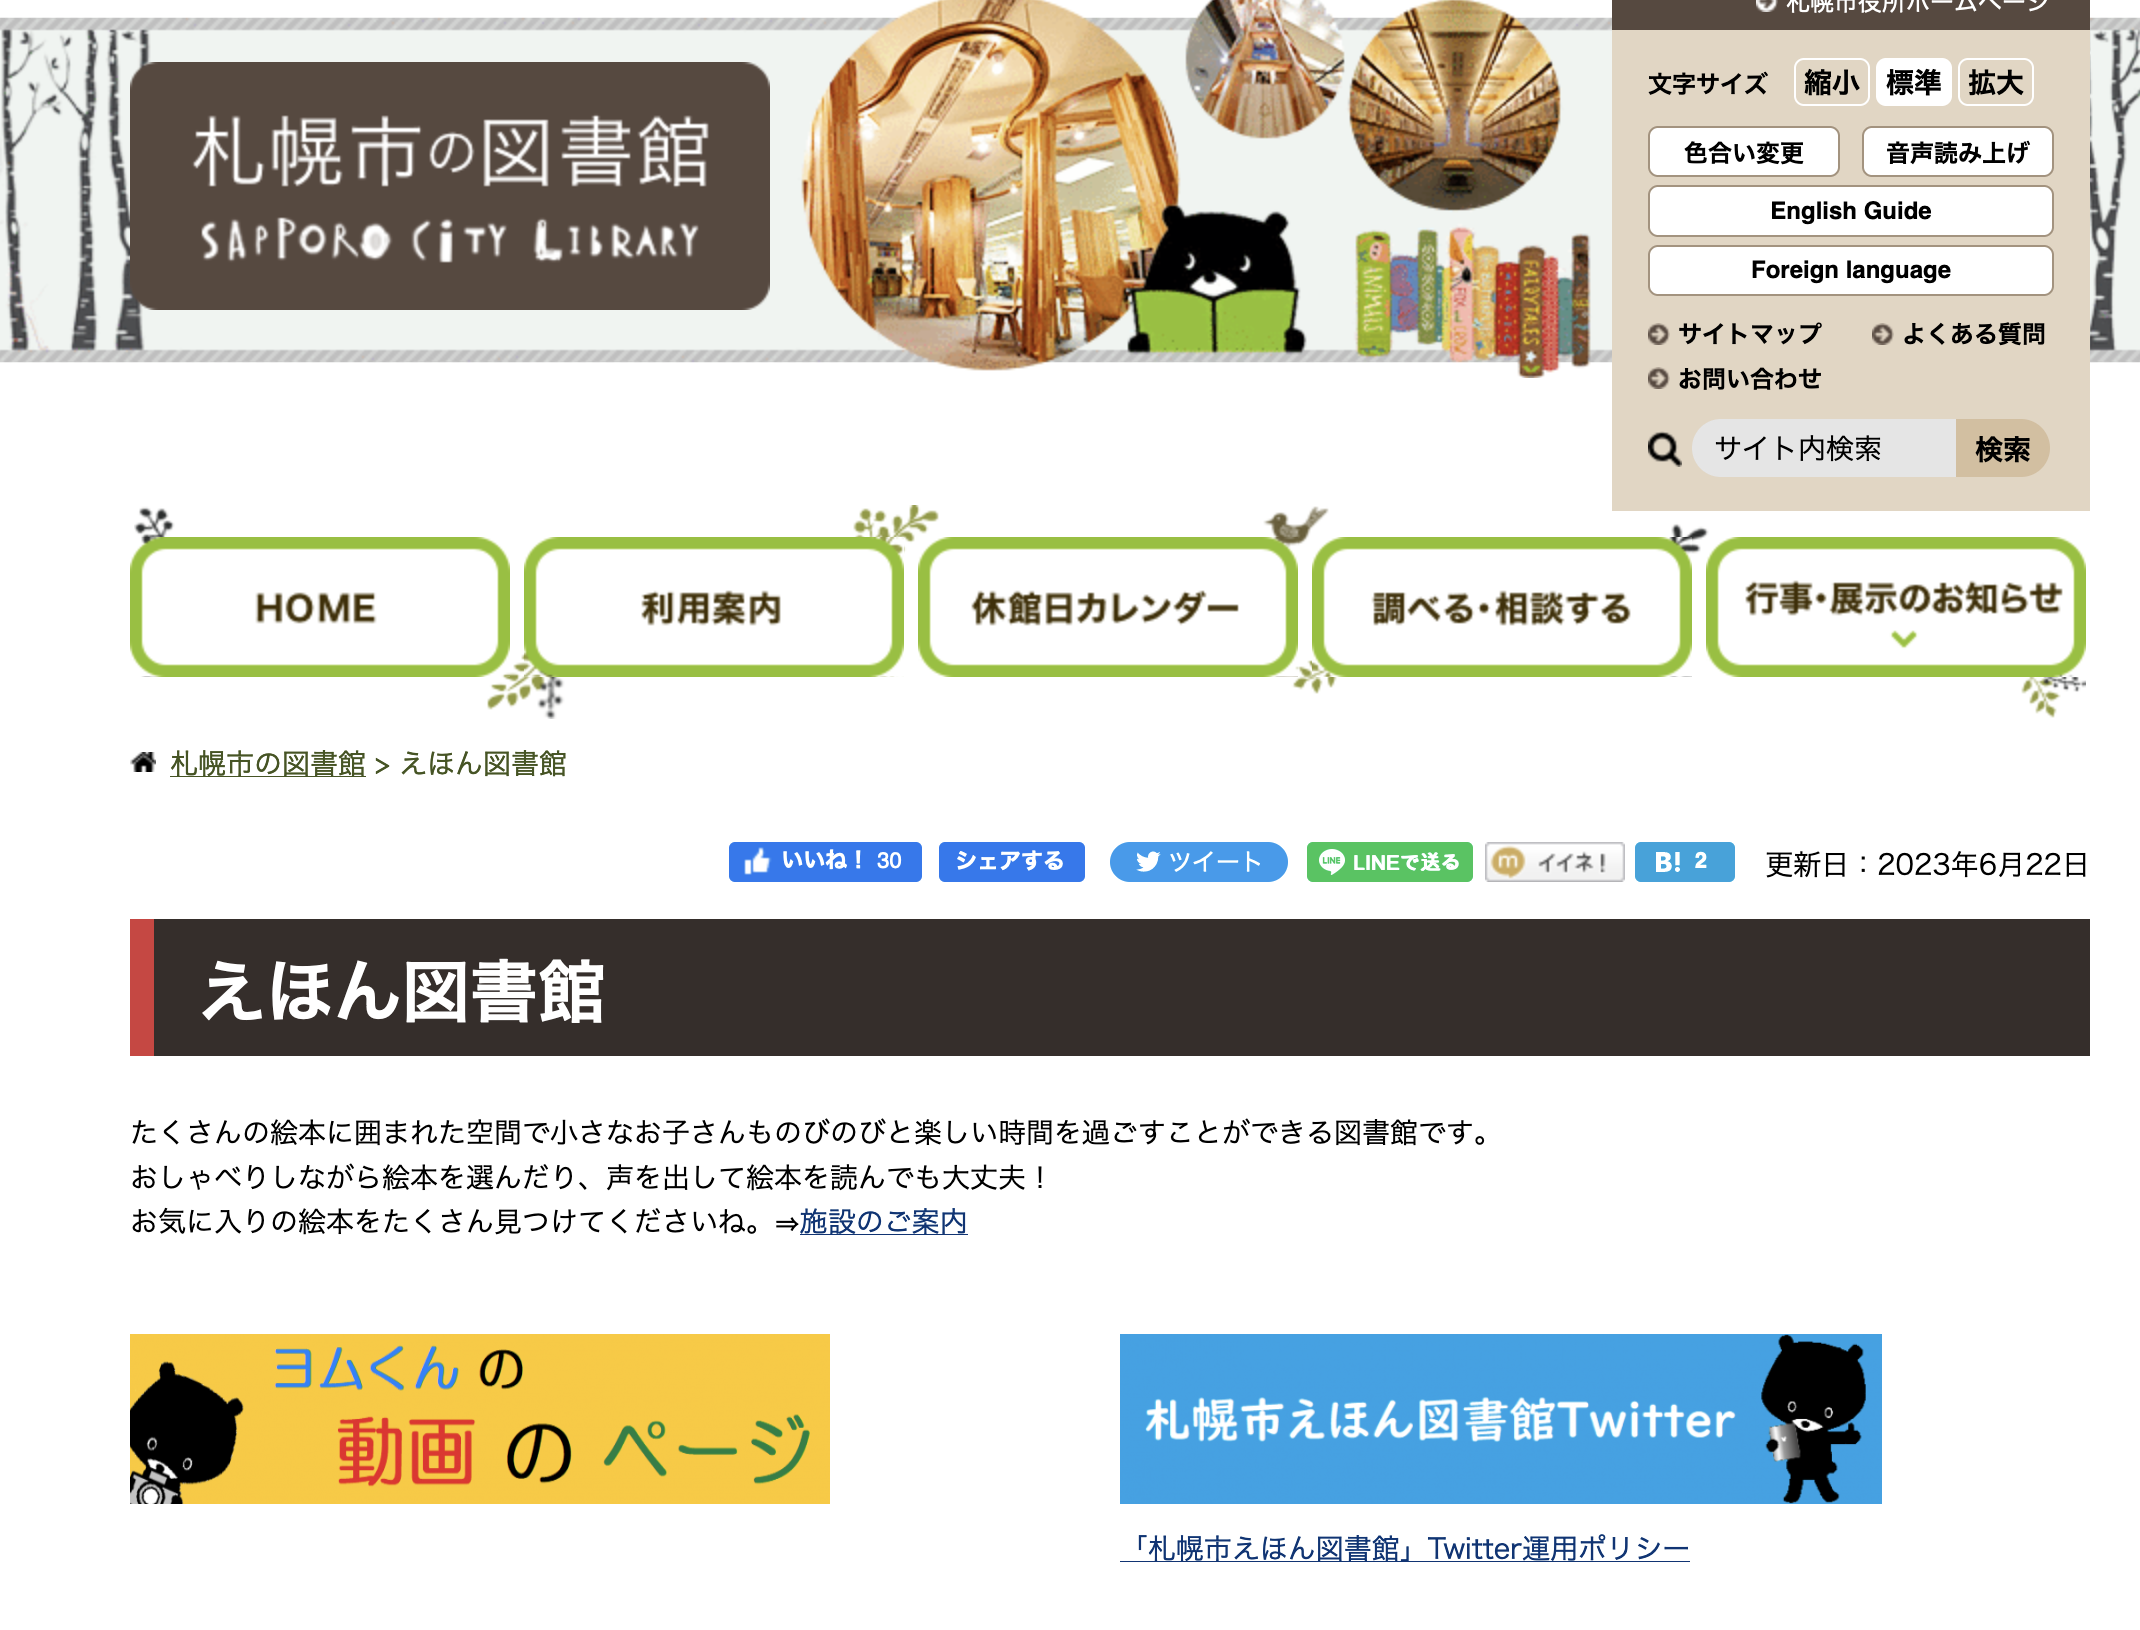 札幌市役所ホームページ
札幌市の図書館
SAPPORO CITY LIBRARY
ANIMALS
FOX
FAIRYTALES
文字サイズ 縮小 標準 拡大
色合い変更 音声読み上げ
English Guide
Foreign language
サイトマップ よくある質問
お問い合わせ
サイト内検索 検索
HOME 利用案内 休館日カレンダー 調べる・相談する 行事・展示のお知らせ
札幌市の図書館 > えほん図書館
いいね！ 30 シェアする ツイート LINE LINEで送る m イイネ！ B! 2 更新日：2023年6月22日
えほん図書館
たくさんの絵本に囲まれた空間で小さなお子さんものびのびと楽しい時間を過ごすことができる図書館です。
おしゃべりしながら絵本を選んだり、声を出して絵本を読んでも大丈夫！
お気に入りの絵本をたくさん見つけてくださいね。⇒施設のご案内
ヨムくんの
動画のページ
札幌市えほん図書館Twitter
「札幌市えほん図書館」Twitter運用ポリシー